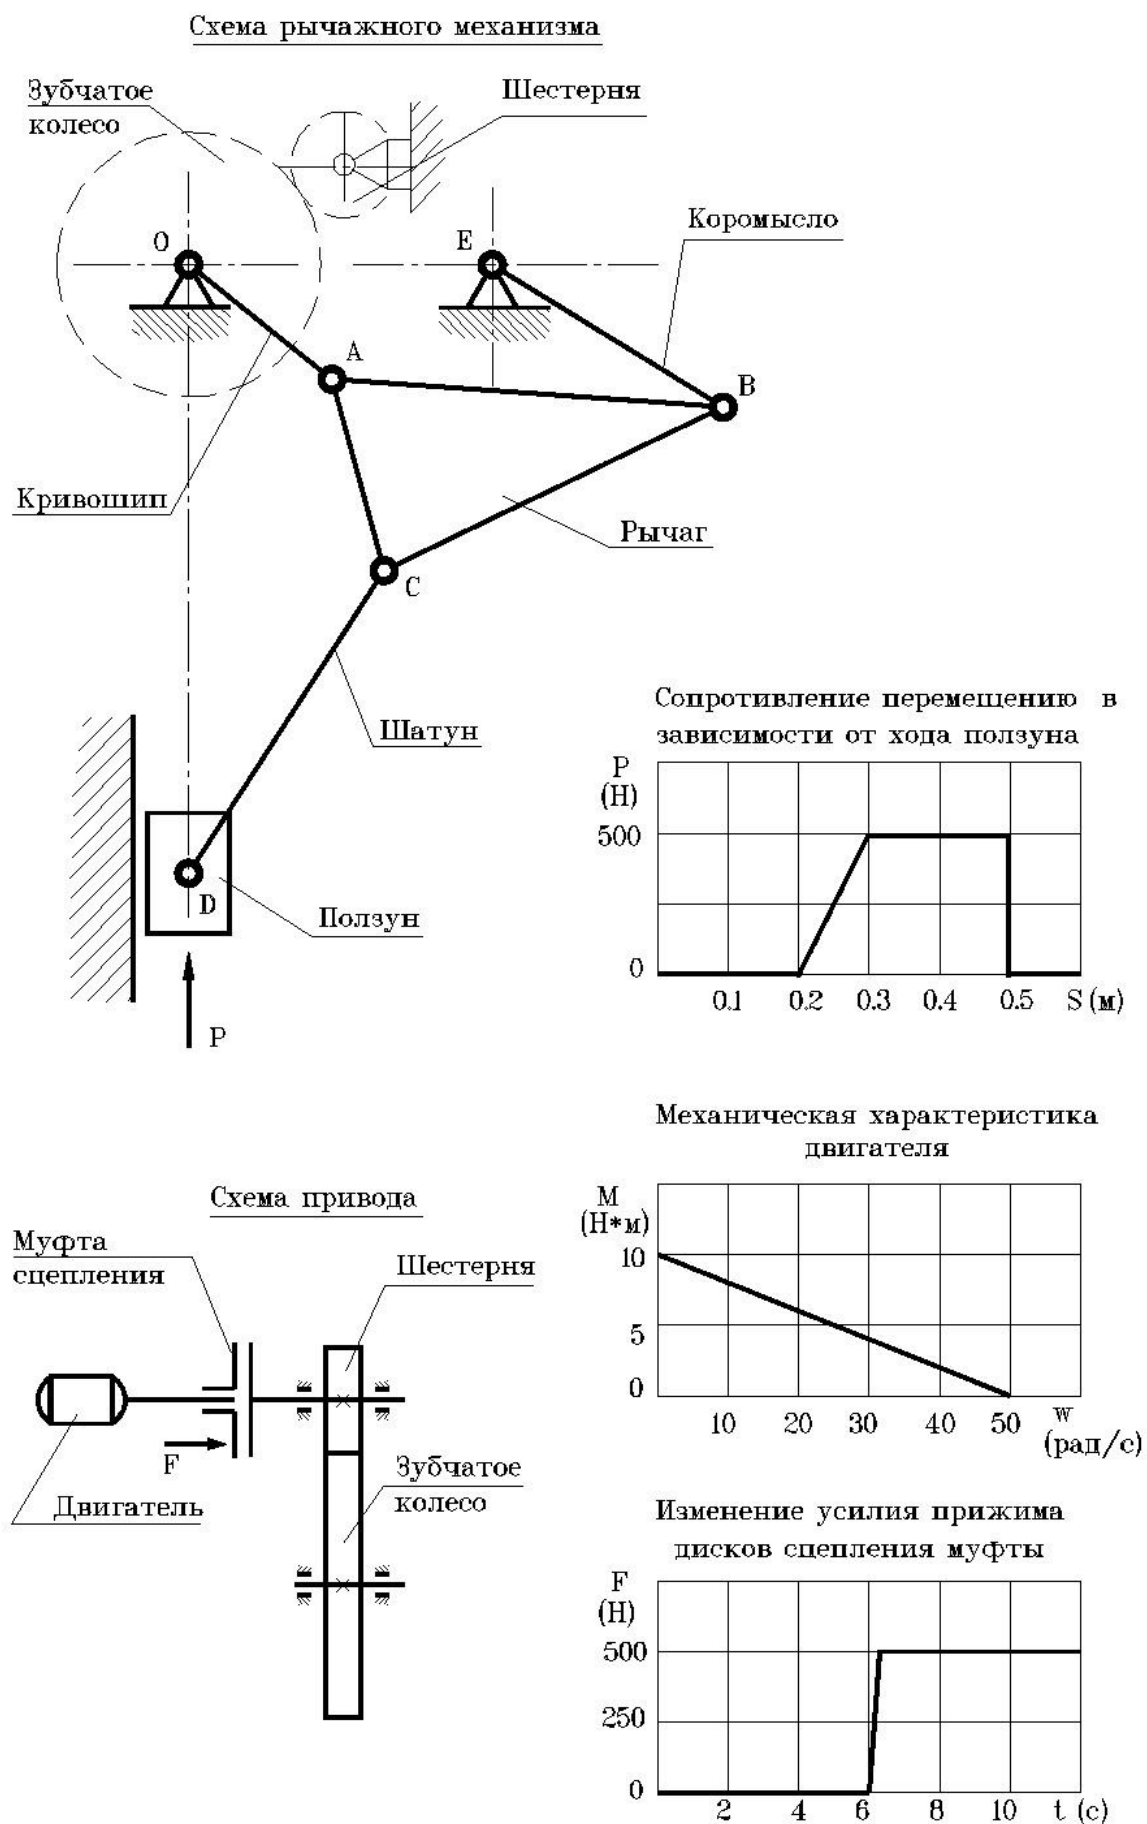 Схема рычажного механизма
Зубчатое
колесо
Шестерня
Коромысло
O
E
A
B
Кривошип
Рычаг
C
Шатун
D
Ползун
P
Сопротивление перемещению в
зависимости от хода ползуна
P
(Н)
500
0
0.1 0.2 0.3 0.4 0.5 S (м)
Механическая характеристика
двигателя
M
(Н*м)
10
5
0
10 20 30 40 50 w
(рад/с)
Схема привода
Муфта
сцепления
Шестерня
F
Двигатель
Зубчатое
колесо
Изменение усилия прижима
дисков сцепления муфты
F
(Н)
500
250
0
2 4 6 8 10 t (с)